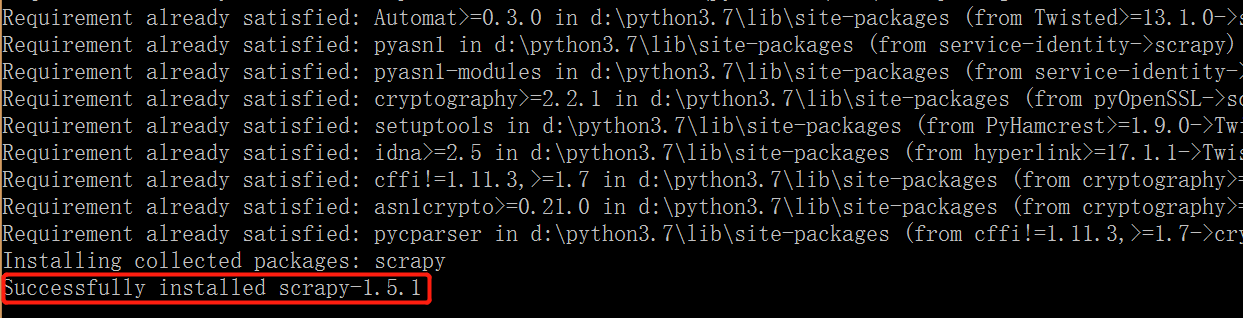 Requirement already satisfied: Automat>=0.3.0 in d:\python3.7\lib\site-packages (from Twisted>=13.1.0->s
Requirement already satisfied: pyasn1 in d:\python3.7\lib\site-packages (from service-identity->scrapy)
Requirement already satisfied: pyasn1-modules in d:\python3.7\lib\site-packages (from service-identity-
Requirement already satisfied: cryptography>=2.2.1 in d:\python3.7\lib\site-packages (from pyOpenSSL->sc
Requirement already satisfied: setuptools in d:\python3.7\lib\site-packages (from PyHamcrest>=1.9.0->Twi
Requirement already satisfied: idna>=2.5 in d:\python3.7\lib\site-packages (from hyperlink>=17.1.1->Twis
Requirement already satisfied: cffi!=1.11.3,>=1.7 in d:\python3.7\lib\site-packages (from cryptography>=
Requirement already satisfied: asn1crypto>=0.21.0 in d:\python3.7\lib\site-packages (from cryptography>=
Requirement already satisfied: pycparser in d:\python3.7\lib\site-packages (from cffi!=1.11.3,>=1.7->cry
Installing collected packages: scrapy
Successfully installed scrapy-1.5.1